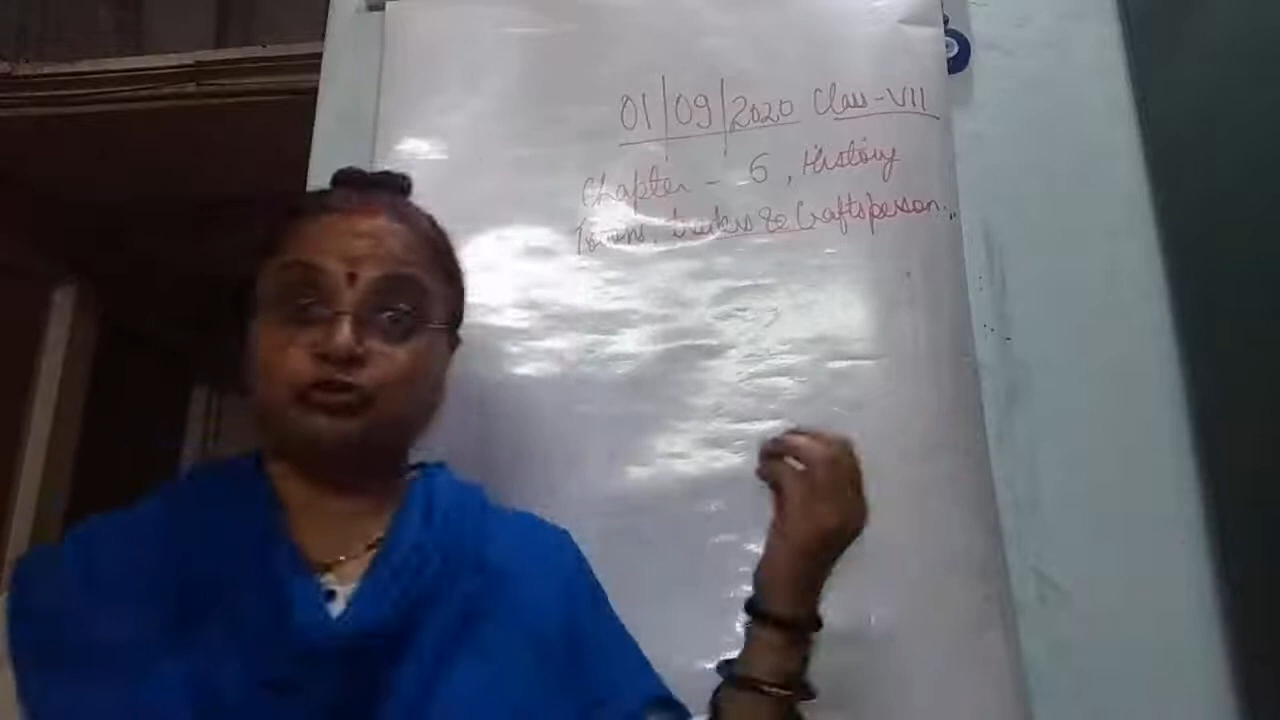 01/09/2020 Class-VII
Chapter - 6, History
Towns, traders & Craftsperson.